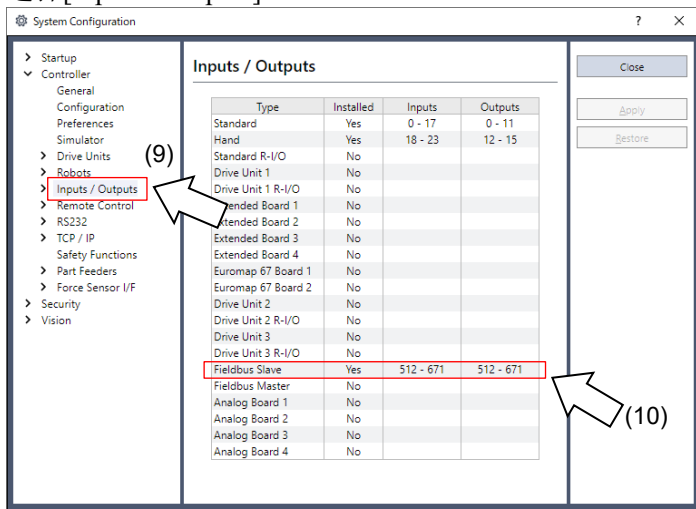 System Configuration
? X
Startup
Controller
General
Configuration
Preferences
Simulator
Drive Units
Robots
Inputs / Outputs
Remote Control
RS232
TCP / IP
Safety Functions
Part Feeders
Force Sensor I/F
Security
Vision
(9)
Inputs / Outputs
Type Installed Inputs Outputs
Standard Yes 0 - 17 0 - 11
Hand Yes 18 - 23 12 - 15
Standard R-I/O No
Drive Unit 1 No
Drive Unit 1 R-I/O No
ended Board 1 No
xtended Board 2 No
Extended Board 3 No
Extended Board 4 No
Euromap 67 Board 1 No
Euromap 67 Board 2 No
Drive Unit 2 No
Drive Unit 2 R-I/O No
Drive Unit 3 No
Drive Unit 3 R-I/O No
Fieldbus Slave Yes 512 - 671 512 - 671
Fieldbus Master No
Analog Board 1 No
Analog Board 2 No
Analog Board 3 No
Analog Board 4 No
(10)
Close
Apply
Restore